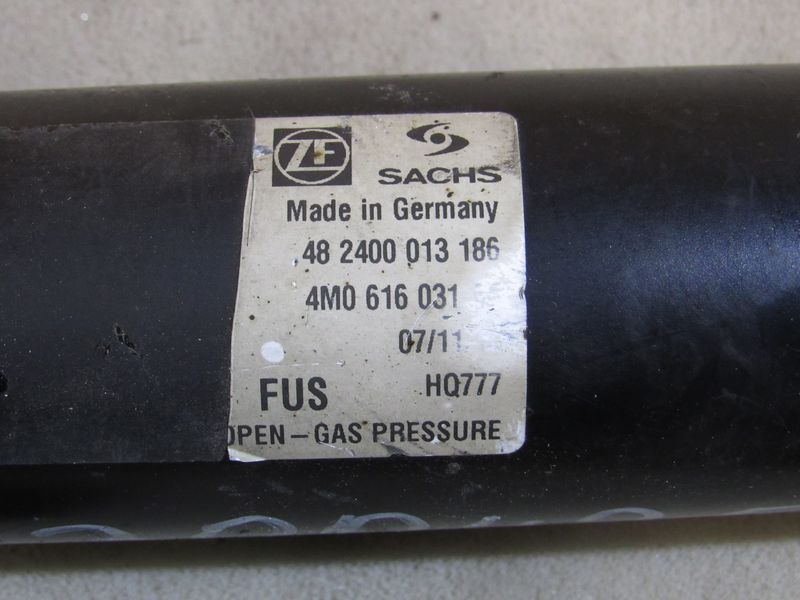 ZF
SACHS
Made in Germany
48 2400 013 186
4M0 616 031
07/11
FUS HQ777
OPEN – GAS PRESSURE